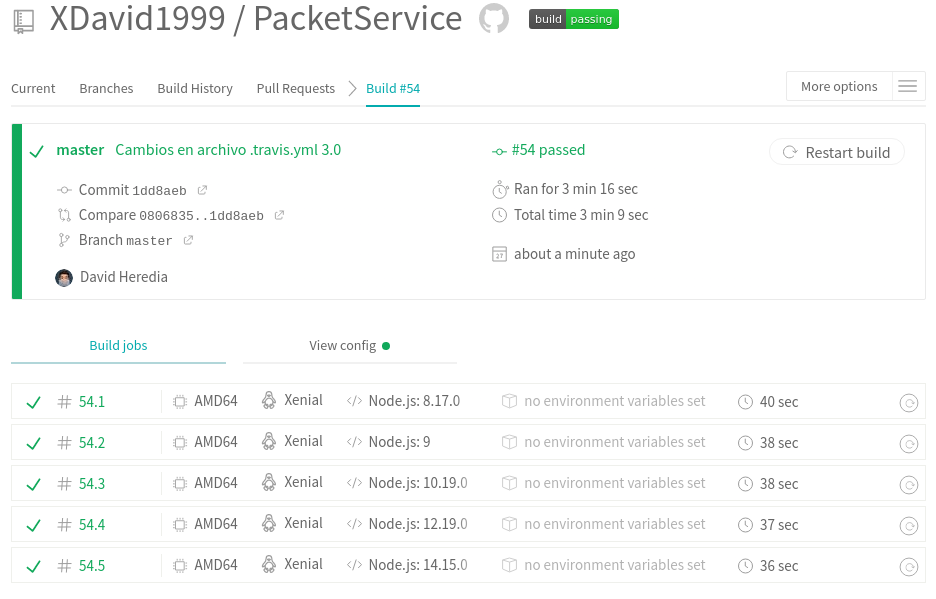 XDavid1999 / PacketService build passing
Current Branches Build History Pull Requests Build #54 More options
master Cambios en archivo .travis.yml 3.0 #54 passed Restart build
Commit 1dd8aeb Ran for 3 min 16 sec
Compare 0806835..1dd8aeb Total time 3 min 9 sec
Branch master about a minute ago
David Heredia
Build jobs View config
# 54.1 AMD64 Xenial </> Node.js: 8.17.0 no environment variables set 40 sec
# 54.2 AMD64 Xenial </> Node.js: 9 no environment variables set 38 sec
# 54.3 AMD64 Xenial </> Node.js: 10.19.0 no environment variables set 38 sec
# 54.4 AMD64 Xenial </> Node.js: 12.19.0 no environment variables set 37 sec
# 54.5 AMD64 Xenial </> Node.js: 14.15.0 no environment variables set 36 sec